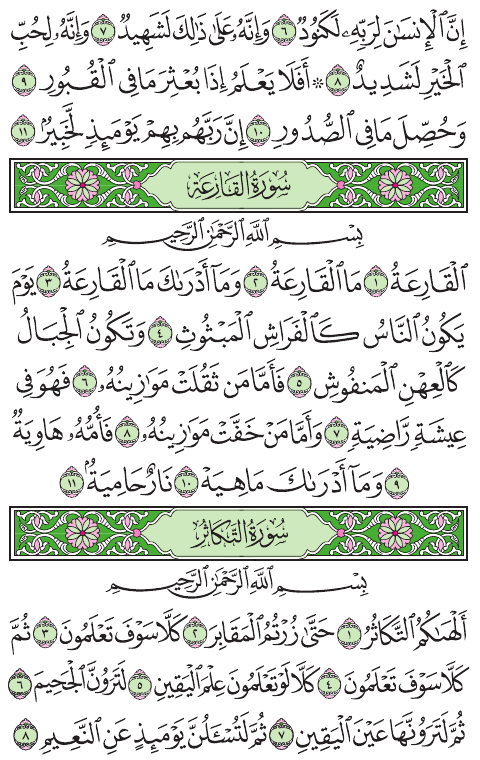 إِنَّ ٱلْإِنسَٰنَ لِرَبِّهِۦ لَكَنُودٌ ٦ وَإِنَّهُۥ عَلَىٰ ذَٰلِكَ لَشَهِيدٌ ٧ وَإِنَّهُۥ لِحُبِّ
ٱلْخَيْرِ لَشَدِيدٌ ٨ ۞ أَفَلَا يَعْلَمُ إِذَا بُعْثِرَ مَا فِي ٱلْقُبُورِ ٩
وَحُصِّلَ مَا فِي ٱلصُّدُورِ ١٠ إِنَّ رَبَّهُم بِهِمْ يَوْمَئِذٍ لَّخَبِيرٌۢ ١١
سُورَةُ القَارِعَةِ
بِسْمِ ٱللَّهِ ٱلرَّحْمَٰنِ ٱلرَّحِيمِ
ٱلْقَارِعَةُ ١ مَا ٱلْقَارِعَةُ ٢ وَمَآ أَدْرَىٰكَ مَا ٱلْقَارِعَةُ ٣ يَوْمَ
يَكُونُ ٱلنَّاسُ كَٱلْفَرَاشِ ٱلْمَبْثُوثِ ٤ وَتَكُونُ ٱلْجِبَالُ
كَٱلْعِهْنِ ٱلْمَنفُوشِ ٥ فَأَمَّا مَن ثَقُلَتْ مَوَٰزِينُهُۥ ٦ فَهُوَ فِي
عِيشَةٍ رَّاضِيَةٍ ٧ وَأَمَّا مَنْ خَفَّتْ مَوَٰزِينُهُۥ ٨ فَأُمُّهُۥ هَاوِيَةٌ
٩ وَمَآ أَدْرَىٰكَ مَا هِيَهْ ١٠ نَارٌ حَامِيَةٌۢ ١١
سُورَةُ التَّكَاثُرِ
بِسْمِ ٱللَّهِ ٱلرَّحْمَٰنِ ٱلرَّحِيمِ
أَلْهَىٰكُمُ ٱلتَّكَاثُرُ ١ حَتَّىٰ زُرْتُمُ ٱلْمَقَابِرَ ٢ كَلَّا سَوْفَ تَعْلَمُونَ ٣ ثُمَّ
كَلَّا سَوْفَ تَعْلَمُونَ ٤ كَلَّا لَوْ تَعْلَمُونَ عِلْمَ ٱلْيَقِينِ ٥ لَتَرَوُنَّ ٱلْجَحِيمَ ٦
ثُمَّ لَتَرَوُنَّهَا عَيْنَ ٱلْيَقِينِ ٧ ثُمَّ لَتُسْـَٔلُنَّ يَوْمَئِذٍ عَنِ ٱلنَّعِيمِ ٨